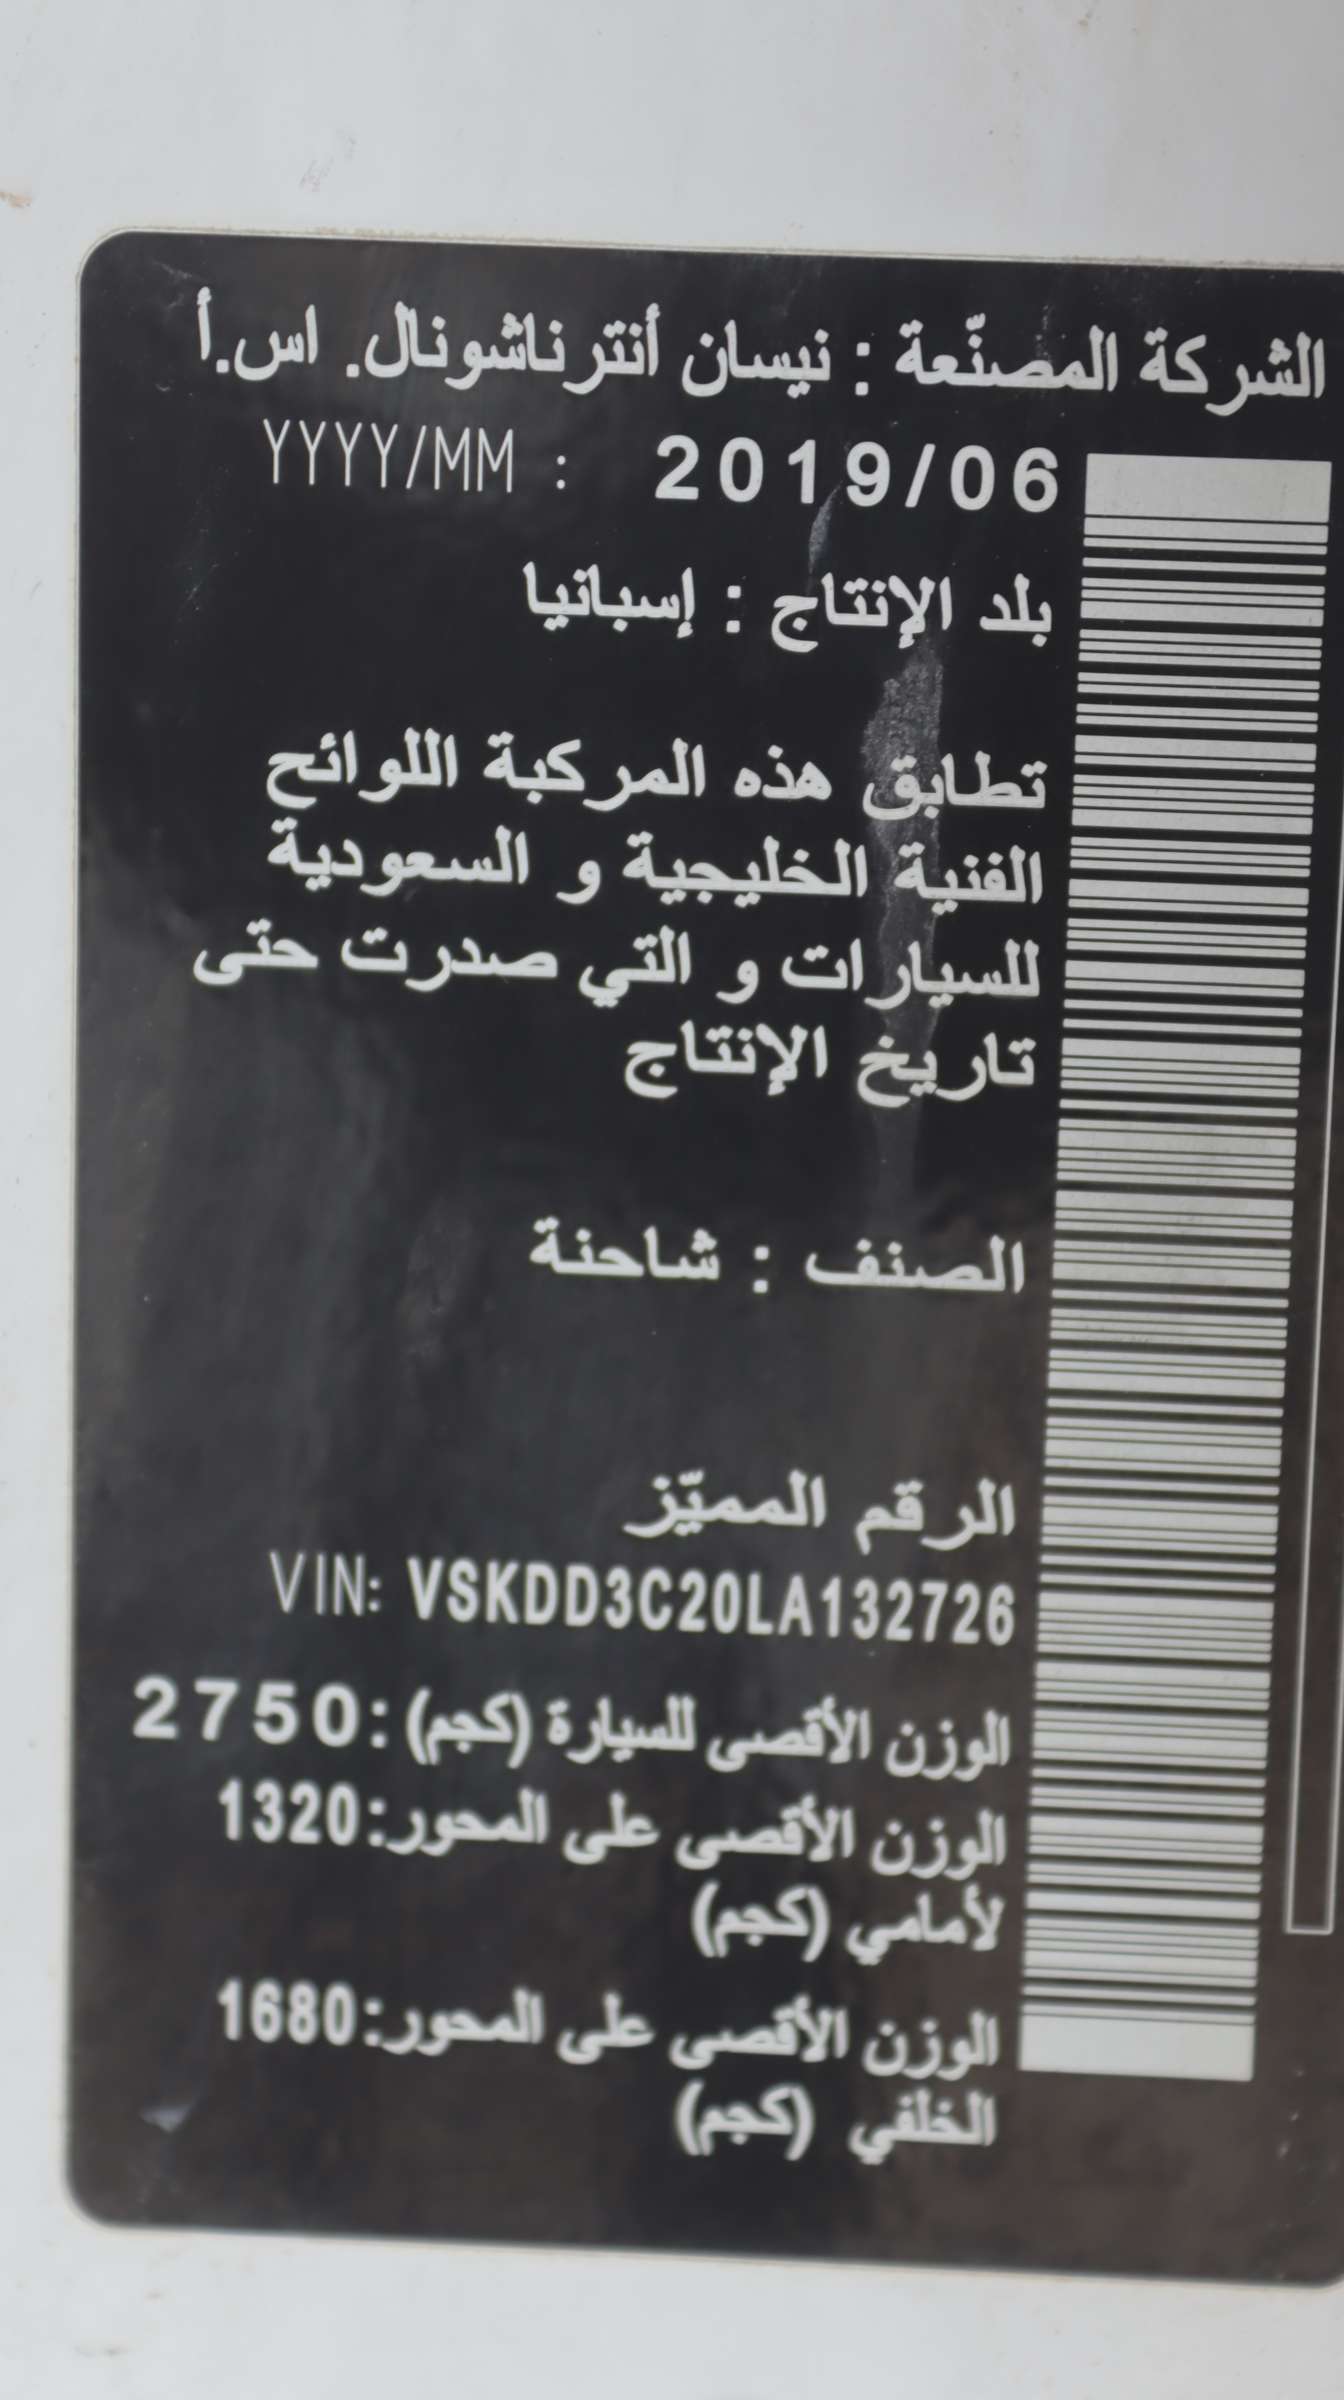 الشركة المصنّعة : نيسان أنترناشونال. اس.أ
YYYY/MM : 2019/06
بلد الإنتاج : إسبانيا
تطابق هذه المركبة اللوائح
الفنية الخليجية و السعودية
للسيارات و التي صدرت حتى
تاريخ الإنتاج
الصنف : شاحنة
الرقم المميّز
VIN: VSKDD3C20LA132726
الوزن الأقصى للسيارة (كجم) :2750
الوزن الأقصى على المحور:1320
لأمامي (كجم)
الوزن الأقصى على المحور:1680
الخلفي (كجم)